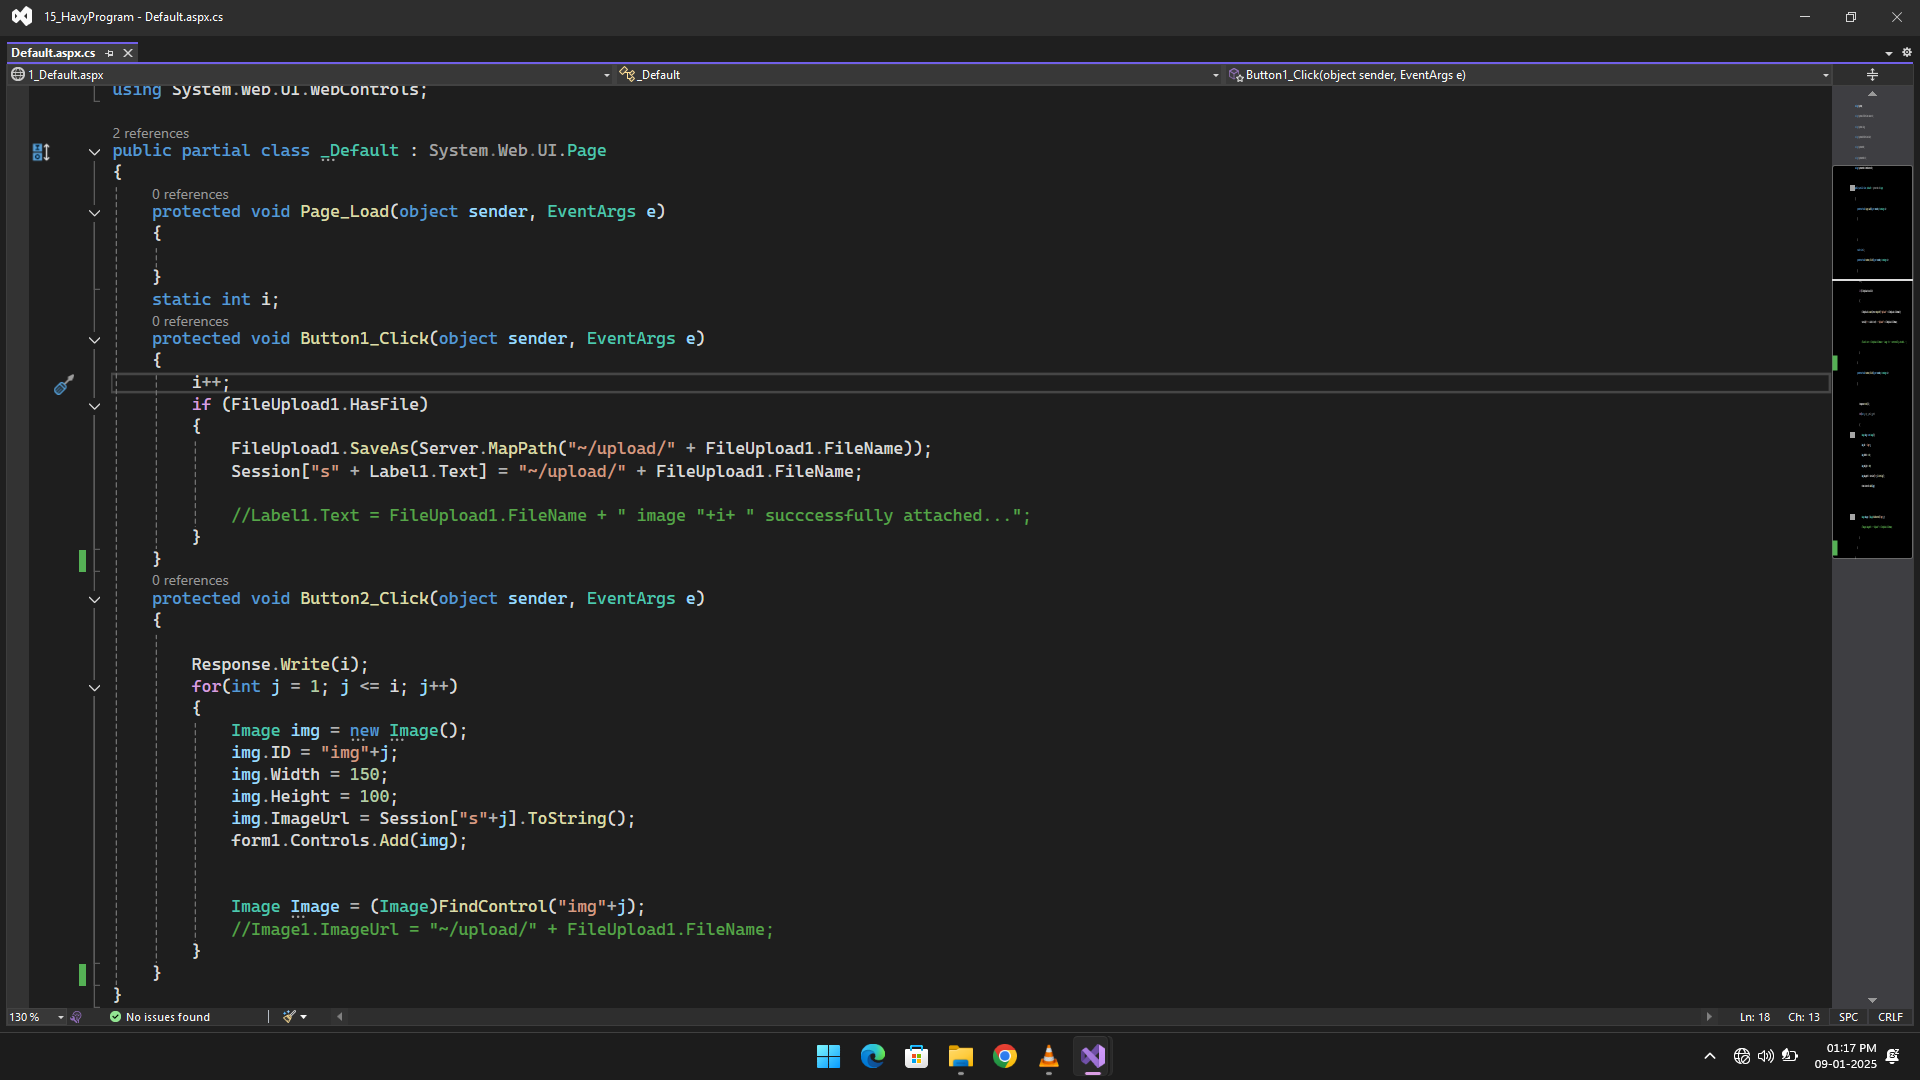 15_HavyProgram - Default.aspx.cs
Default.aspx.cs
1_Default.aspx
_Default
Button1_Click(object sender, EventArgs e)
using System.Web.UI.WebControls;
2 references
public partial class _Default : System.Web.UI.Page
{
0 references
protected void Page_Load(object sender, EventArgs e)
{
}
static int i;
0 references
protected void Button1_Click(object sender, EventArgs e)
{
i++;
if (FileUpload1.HasFile)
{
FileUpload1.SaveAs(Server.MapPath("~/upload/" + FileUpload1.FileName));
Session["s" + Label1.Text] = "~/upload/" + FileUpload1.FileName;
//Label1.Text = FileUpload1.FileName + " image "+i+ " succcessfully attached...";
}
}
0 references
protected void Button2_Click(object sender, EventArgs e)
{
Response.Write(i);
for(int j = 1; j <= i; j++)
{
Image img = new Image();
img.ID = "img"+j;
img.Width = 150;
img.Height = 100;
img.ImageUrl = Session["s"+j].ToString();
form1.Controls.Add(img);
Image Image = (Image)FindControl("img"+j);
//Image1.ImageUrl = "~/upload/" + FileUpload1.FileName;
}
}
}
130 %
No issues found
Ln: 18
Ch: 13
SPC
CRLF
01:17 PM
09-01-2025